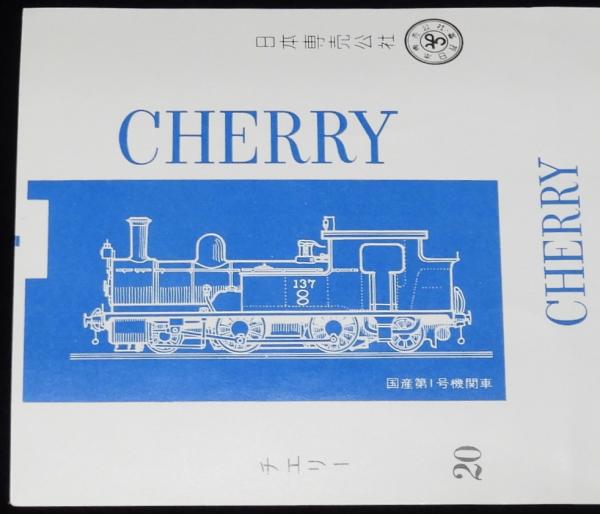 日本専売公社
CHERRY
137
8
国産第1号機関車
チェリー
20
CHERRY